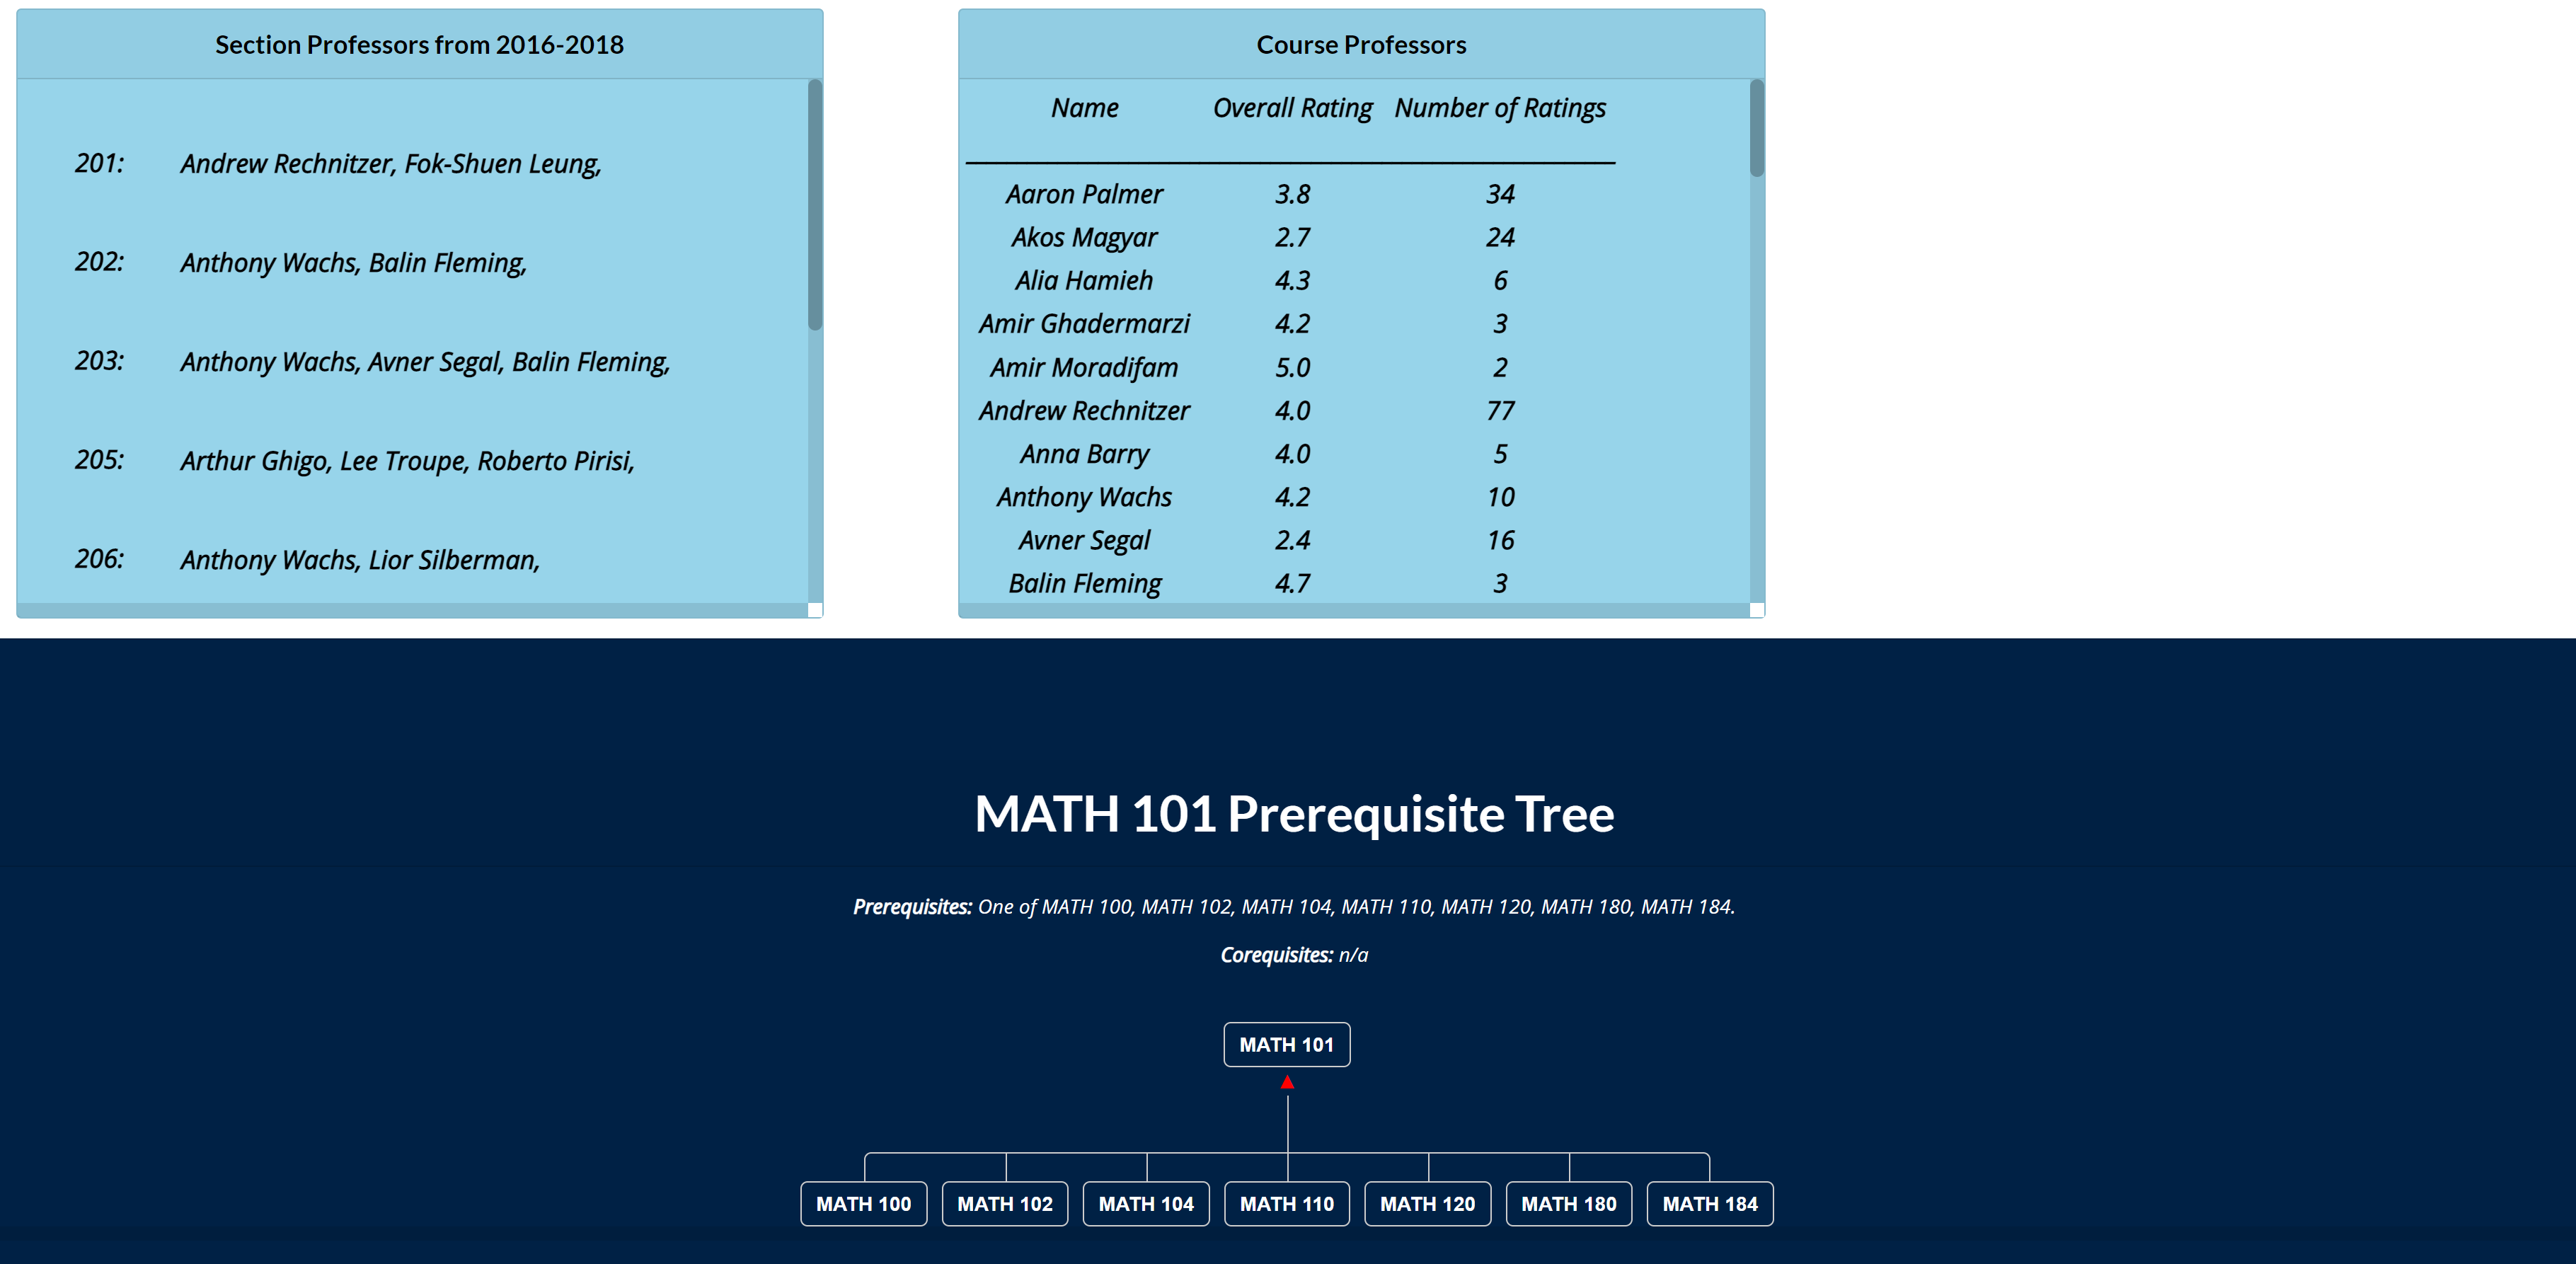 Section Professors from 2016-2018
201: Andrew Rechnitzer, Fok-Shuen Leung,
202: Anthony Wachs, Balin Fleming,
203: Anthony Wachs, Avner Segal, Balin Fleming,
205: Arthur Ghigo, Lee Troupe, Roberto Pirisi,
206: Anthony Wachs, Lior Silberman,
Course Professors
Name Overall Rating Number of Ratings
Aaron Palmer 3.8 34
Akos Magyar 2.7 24
Alia Hamieh 4.3 6
Amir Ghadermarzi 4.2 3
Amir Moradifam 5.0 2
Andrew Rechnitzer 4.0 77
Anna Barry 4.0 5
Anthony Wachs 4.2 10
Avner Segal 2.4 16
Balin Fleming 4.7 3
MATH 101 Prerequisite Tree
Prerequisites: One of MATH 100, MATH 102, MATH 104, MATH 110, MATH 120, MATH 180, MATH 184.
Corequisites: n/a
MATH 101
MATH 100 MATH 102 MATH 104 MATH 110 MATH 120 MATH 180 MATH 184